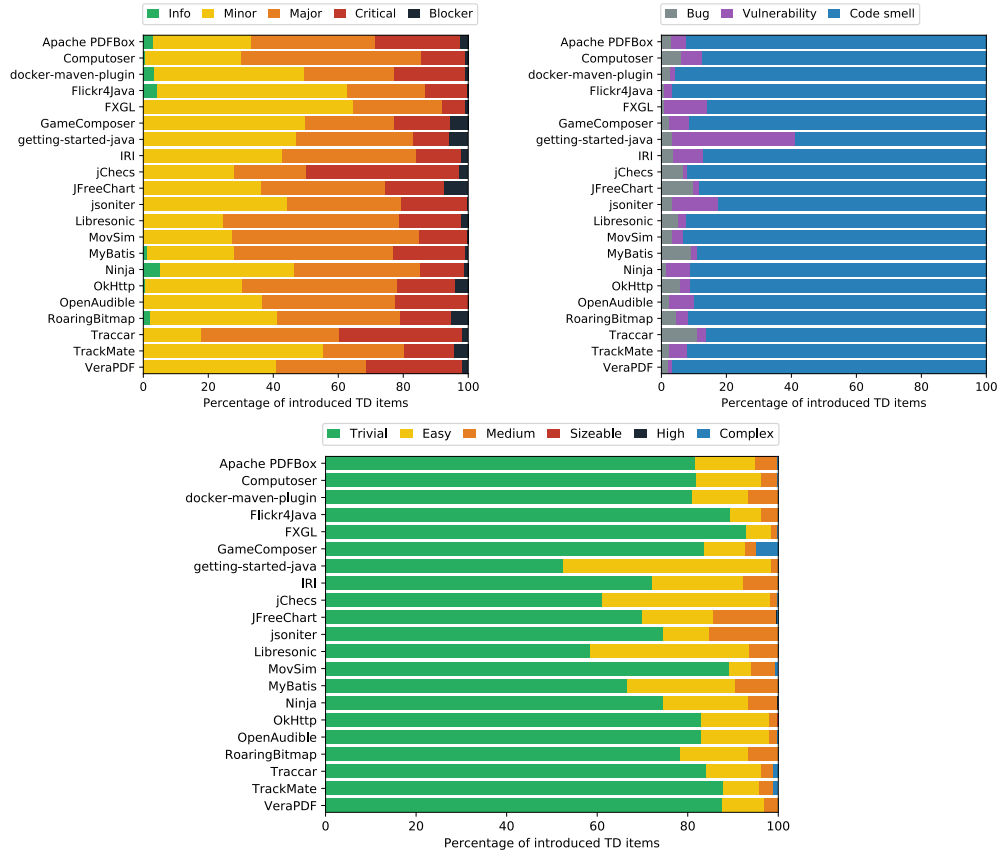 Info Minor Major Critical Blocker
Apache PDFBox
Computoser
docker-maven-plugin
Flickr4Java
FXGL
GameComposer
getting-started-java
IRI
jChecs
JFreeChart
jsoniter
Libresonic
MovSim
MyBatis
Ninja
OkHttp
OpenAudible
RoaringBitmap
Traccar
TrackMate
VeraPDF
0 20 40 60 80 100
Percentage of introduced TD items
Bug Vulnerability Code smell
Apache PDFBox
Computoser
docker-maven-plugin
Flickr4Java
FXGL
GameComposer
getting-started-java
IRI
jChecs
JFreeChart
jsoniter
Libresonic
MovSim
MyBatis
Ninja
OkHttp
OpenAudible
RoaringBitmap
Traccar
TrackMate
VeraPDF
0 20 40 60 80 100
Percentage of introduced TD items
Trivial Easy Medium Sizeable High Complex
Apache PDFBox
Computoser
docker-maven-plugin
Flickr4Java
FXGL
GameComposer
getting-started-java
IRI
jChecs
JFreeChart
jsoniter
Libresonic
MovSim
MyBatis
Ninja
OkHttp
OpenAudible
RoaringBitmap
Traccar
TrackMate
VeraPDF
0 20 40 60 80 100
Percentage of introduced TD items